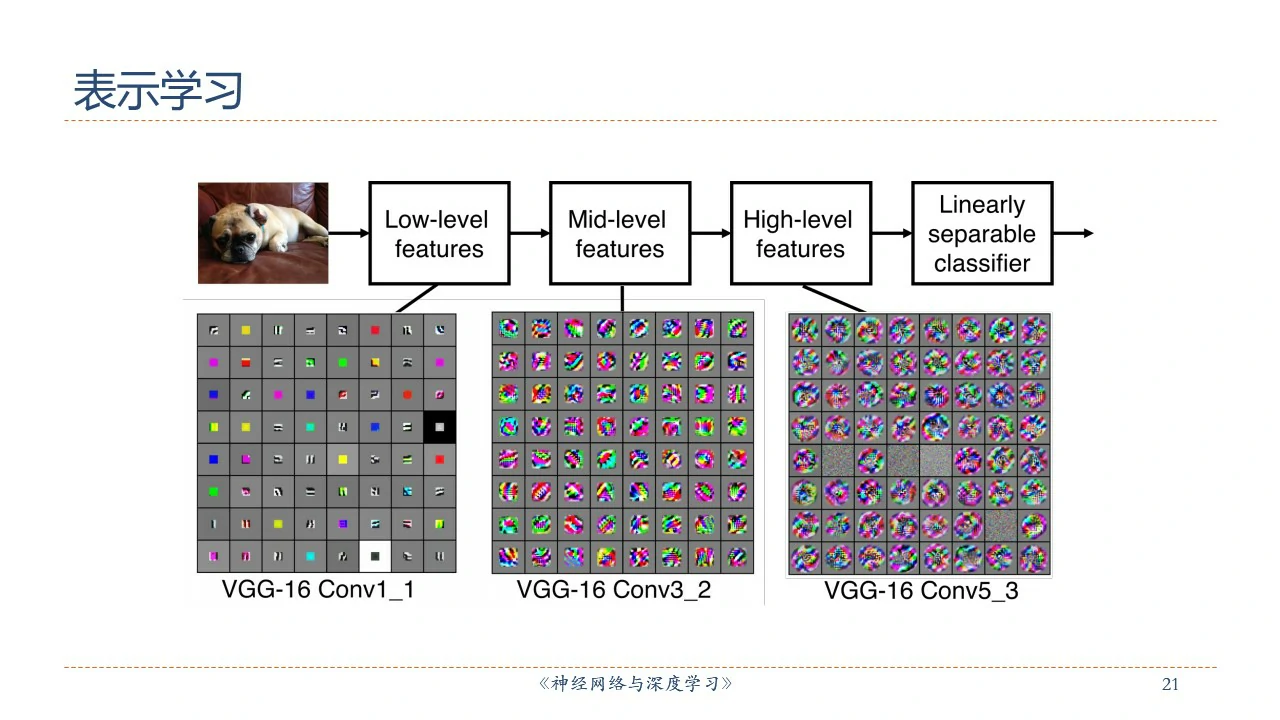 表示学习
Low-level
features
Mid-level
features
High-level
features
Linearly
separable
classifier
VGG-16 Conv1_1
VGG-16 Conv3_2
VGG-16 Conv5_3
《神经网络与深度学习》
21